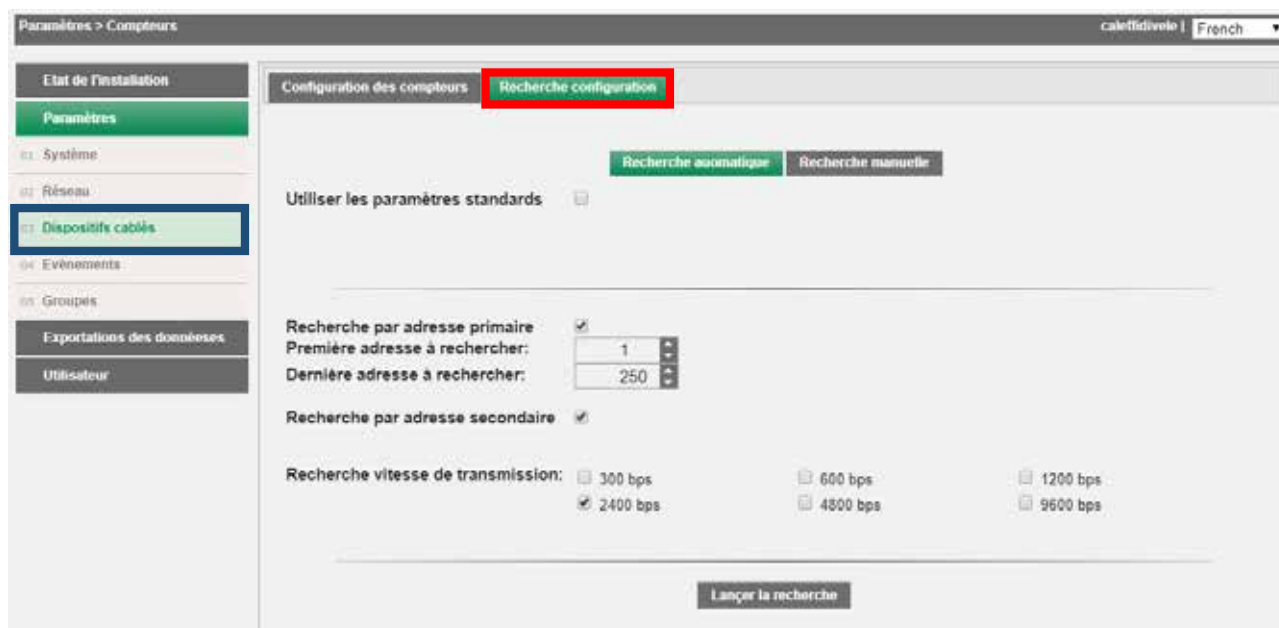 Paramètres > Compteurs
caleffidivele | French
Etat de l'installation
Paramètres
01 Système
02 Réseau
03 Dispositifs cablés
04 Evènements
05 Groupes
Exportations des donnéeses
Utilisateur
Configuration des compteurs Recherche configuration
Recherche auomatique Recherche manuelle
Utiliser les paramètres standards
Recherche par adresse primaire
Première adresse à rechercher: 1
Dernière adresse à rechercher: 250
Recherche par adresse secondaire
Recherche vitesse de transmission: 300 bps 600 bps 1200 bps
2400 bps 4800 bps 9600 bps
Lançer la recherche